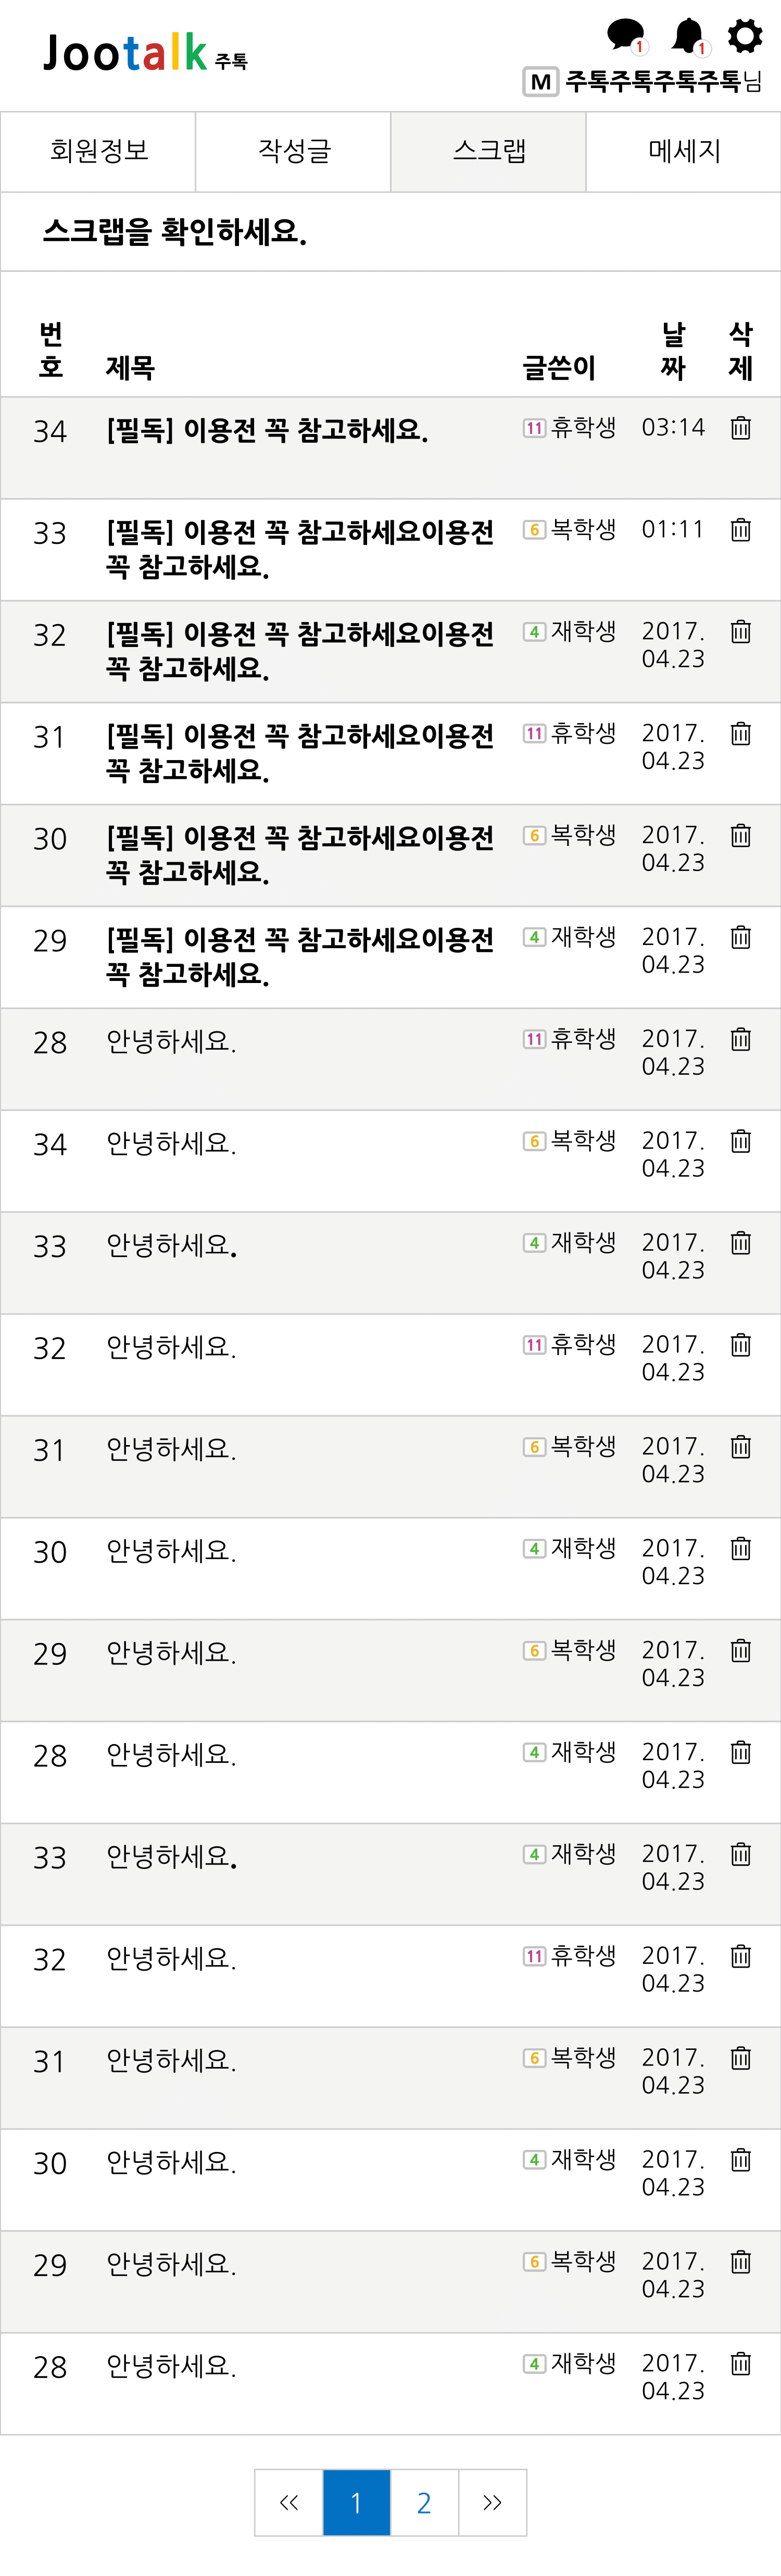 Jootalk 주톡
1
1
M 주톡주톡주톡주톡님
회원정보 작성글 스크랩 메세지
스크랩을 확인하세요.
번호 제목 글쓴이 날짜 삭제
34 [필독] 이용전 꼭 참고하세요. 11 휴학생 03:14
33 [필독] 이용전 꼭 참고하세요이용전 6 복학생 01:11
꼭 참고하세요.
32 [필독] 이용전 꼭 참고하세요이용전 4 재학생 2017.
꼭 참고하세요. 04.23
31 [필독] 이용전 꼭 참고하세요이용전 11 휴학생 2017.
꼭 참고하세요. 04.23
30 [필독] 이용전 꼭 참고하세요이용전 6 복학생 2017.
꼭 참고하세요. 04.23
29 [필독] 이용전 꼭 참고하세요이용전 4 재학생 2017.
꼭 참고하세요. 04.23
28 안녕하세요. 11 휴학생 2017.
04.23
34 안녕하세요. 6 복학생 2017.
04.23
33 안녕하세요. 4 재학생 2017.
04.23
32 안녕하세요. 11 휴학생 2017.
04.23
31 안녕하세요. 6 복학생 2017.
04.23
30 안녕하세요. 4 재학생 2017.
04.23
29 안녕하세요. 6 복학생 2017.
04.23
28 안녕하세요. 4 재학생 2017.
04.23
33 안녕하세요. 4 재학생 2017.
04.23
32 안녕하세요. 11 휴학생 2017.
04.23
31 안녕하세요. 6 복학생 2017.
04.23
30 안녕하세요. 4 재학생 2017.
04.23
29 안녕하세요. 6 복학생 2017.
04.23
28 안녕하세요. 4 재학생 2017.
04.23
« 1 2 »